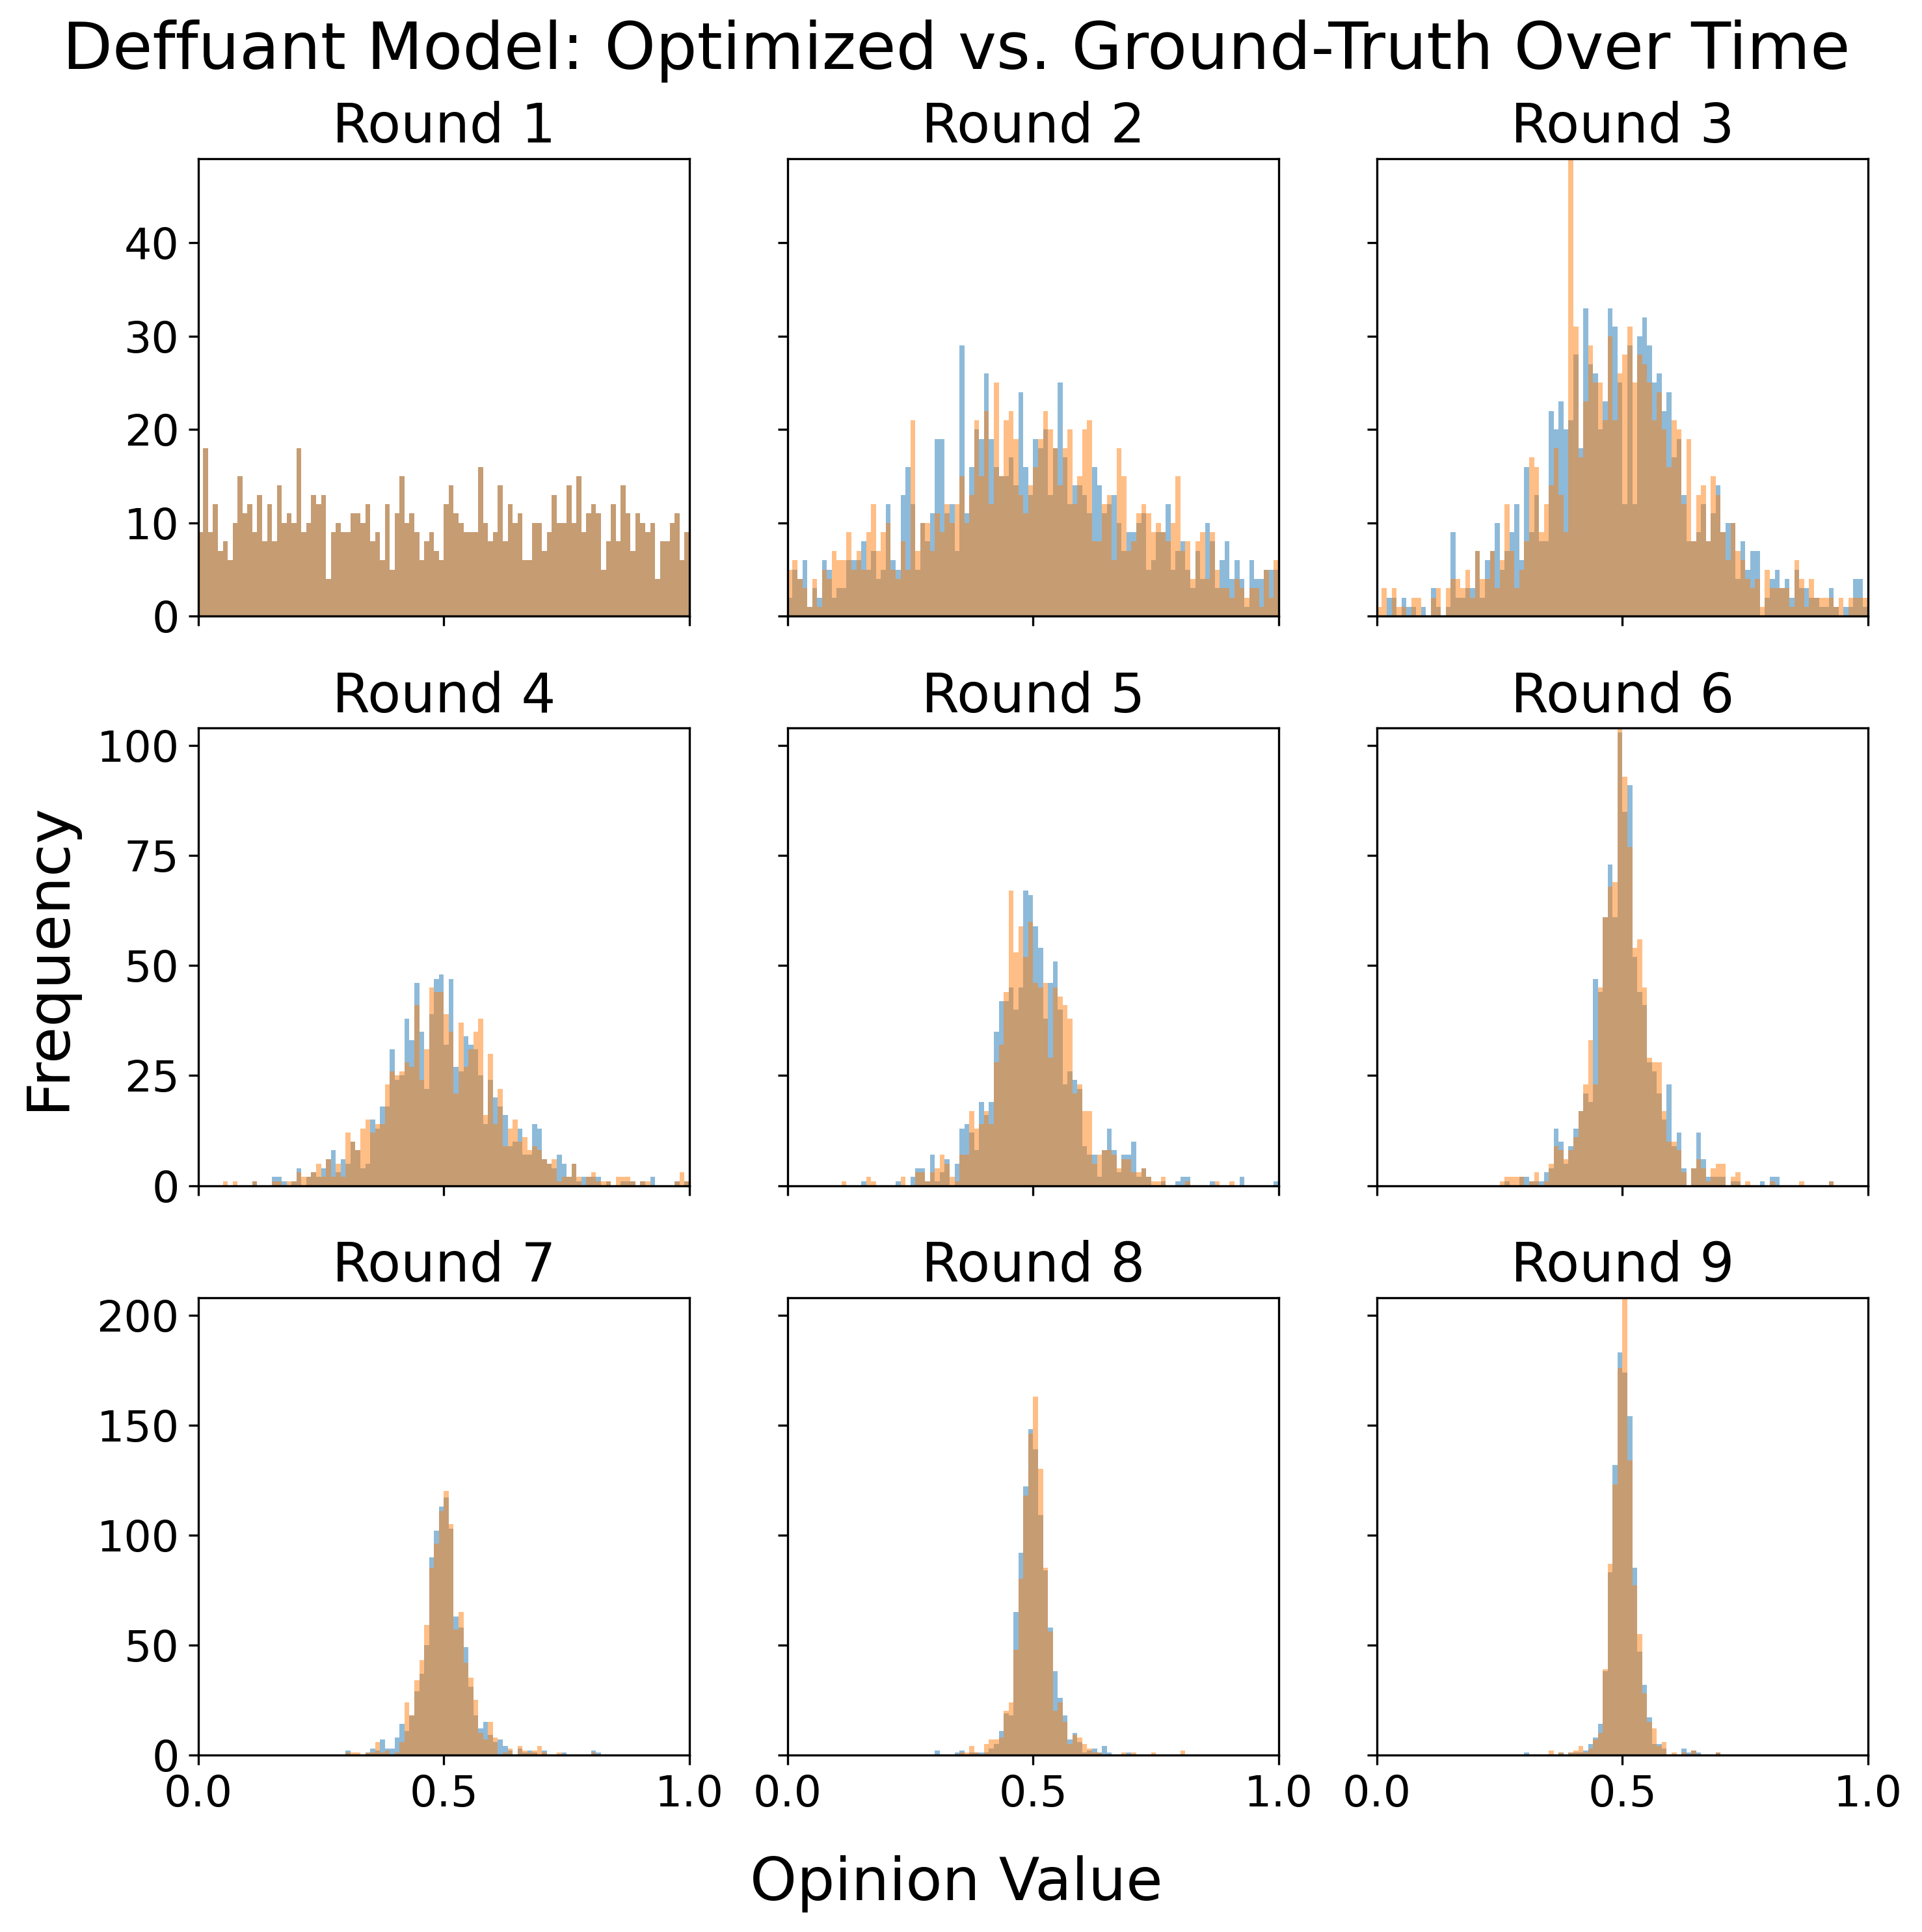 Deffuant Model: Optimized vs. Ground-Truth Over Time
Round 1
Round 2
Round 3
40
30
20
10
0
Round 4
Round 5
Round 6
100
75
50
25
0
Frequency
Round 7
Round 8
Round 9
200
150
100
50
0
0.0
0.5
1.0
0.0
0.5
1.0
0.0
0.5
1.0
Opinion Value